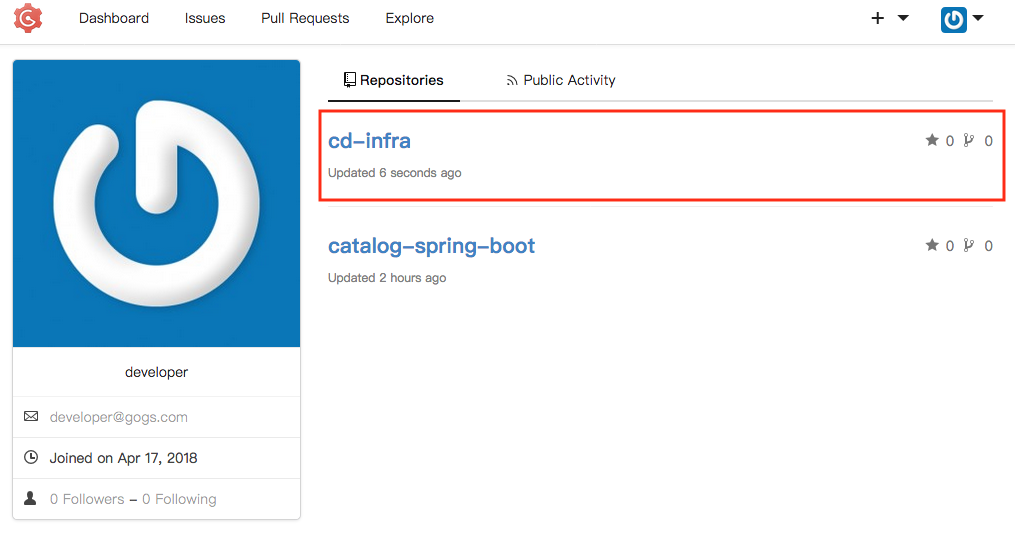 Dashboard Issues Pull Requests Explore
Repositories Public Activity
cd-infra 0 0
Updated 6 seconds ago
catalog-spring-boot 0 0
Updated 2 hours ago
developer
developer@gogs.com
Joined on Apr 17, 2018
0 Followers - 0 Following